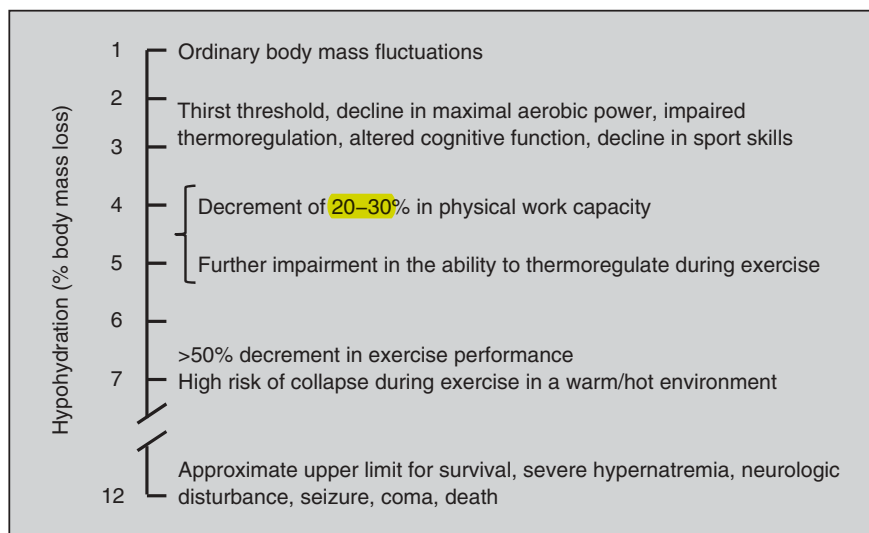 Hypohydration (% body mass loss)
1 Ordinary body mass fluctuations
2
Thirst threshold, decline in maximal aerobic power, impaired
thermoregulation, altered cognitive function, decline in sport skills
3
4 Decrement of 20–30% in physical work capacity
5 Further impairment in the ability to thermoregulate during exercise
6
>50% decrement in exercise performance
7 High risk of collapse during exercise in a warm/hot environment
Approximate upper limit for survival, severe hypernatremia, neurologic
12 disturbance, seizure, coma, death